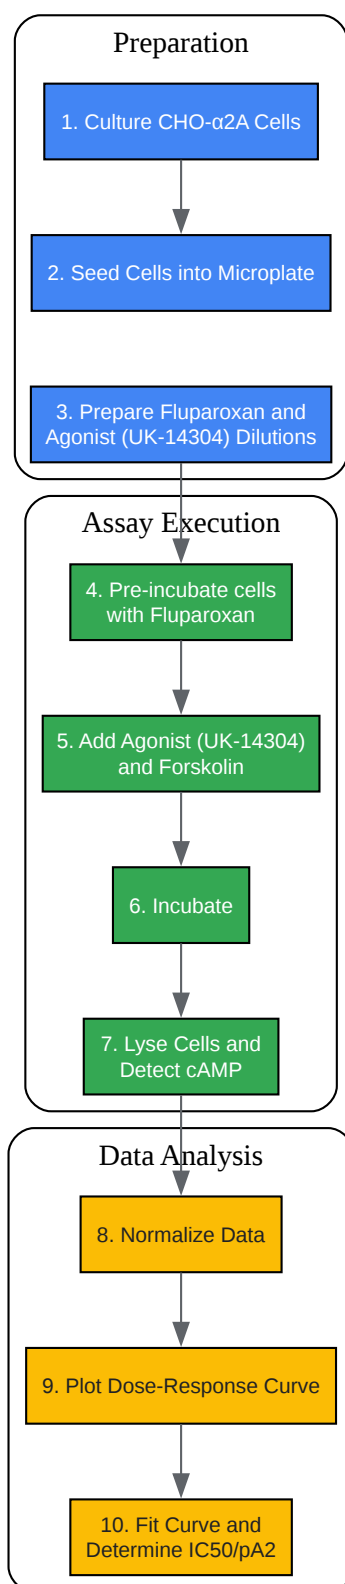 Preparation
1. Culture CHO-α2A Cells
2. Seed Cells into Microplate
3. Prepare Fluparoxan and
Agonist (UK-14304) Dilutions
Assay Execution
4. Pre-incubate cells
with Fluparoxan
5. Add Agonist (UK-14304)
and Forskolin
6. Incubate
7. Lyse Cells and
Detect cAMP
Data Analysis
8. Normalize Data
9. Plot Dose-Response Curve
10. Fit Curve and
Determine IC50/pA2